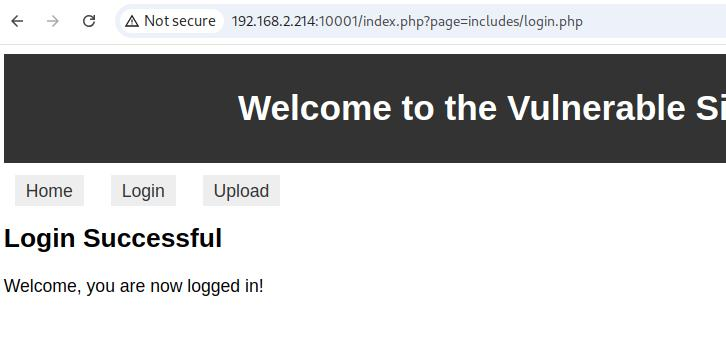 Not secure 192.168.2.214:10001/index.php?page=includes/login.php
Welcome to the Vulnerable Si
Home Login Upload
Login Successful
Welcome, you are now logged in!